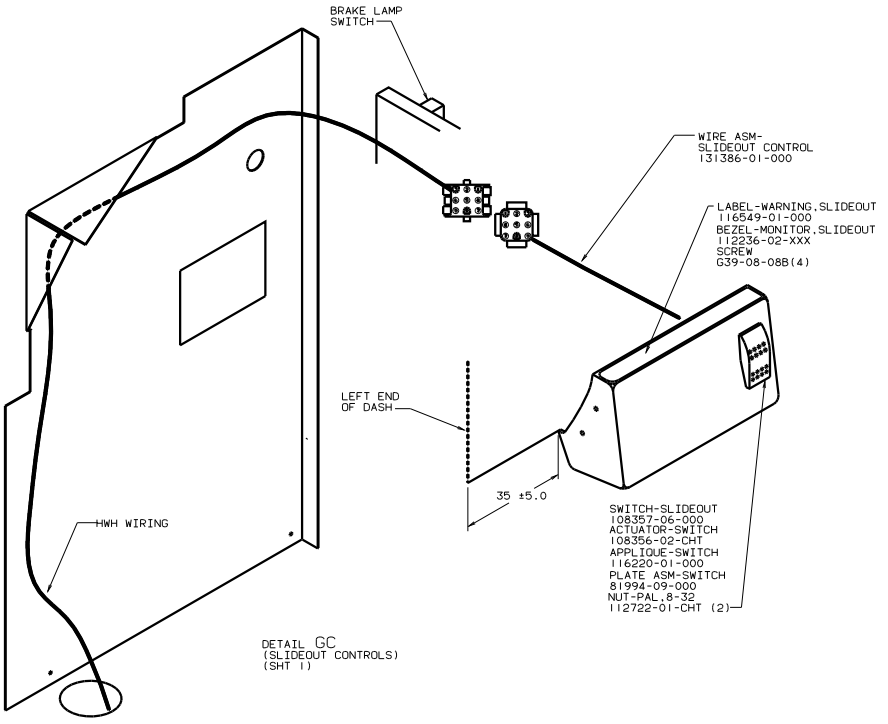 BRAKE LAMP
SWITCH
WIRE ASM-
SLIDEOUT CONTROL
131386-01-000
LABEL-WARNING,SLIDEOUT
116549-01-000
BEZEL-MONITOR,SLIDEOUT
112236-02-XXX
SCREW
G39-08-08B(4)
LEFT END
OF DASH
35 ±5.0
SWITCH-SLIDEOUT
108357-06-000
ACTUATOR-SWITCH
108356-02-CHT
APPLIQUE-SWITCH
116220-01-000
PLATE ASM-SWITCH
81994-09-000
NUT-PAL,8-32
112722-01-CHT (2)
HWH WIRING
DETAIL GC
(SLIDEOUT CONTROLS)
(SHT 1)